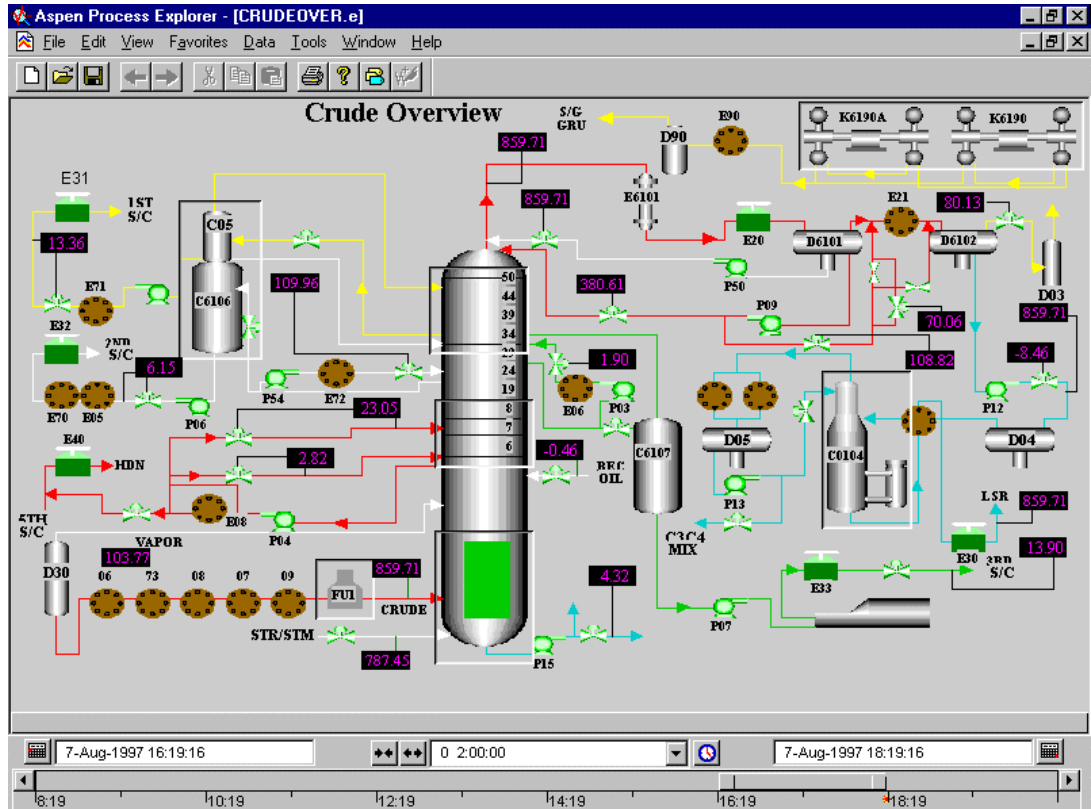 Aspen Process Explorer - [CRUDEOVER.e]
File Edit View Favorites Data Tools Window Help
Crude Overview
S/G
GRU
D90
E90
K6190A
K6190
859.71
E31
1ST
S/C
C05
859.71
E6101
E21
80.13
E20
D6101
D6102
13.36
E71
E32
C6106
109.96
50
44
39
34
29
24
19
8
7
6
380.61
P50
P09
D03
859.71
70.06
108.82
-8.46
2ND
S/C
6.15
E70
E05
P06
P54
E72
1.90
E06
P03
P12
23.05
D05
D04
E40
HDN
2.82
-0.46
REC
OIL
C6107
C0104
P13
LSR
859.71
5TH
S/C
E08
P04
VAPOR
103.77
C3C4
MIX
E30
13.90
3RD
S/C
D30
06
73
08
07
09
FUI
859.71
CRUDE
4.32
E33
STR/STM
787.45
P15
P07
7-Aug-1997 16:19:16
0 2:00:00
7-Aug-1997 18:19:16
8:19
10:19
12:19
14:19
16:19
18:19